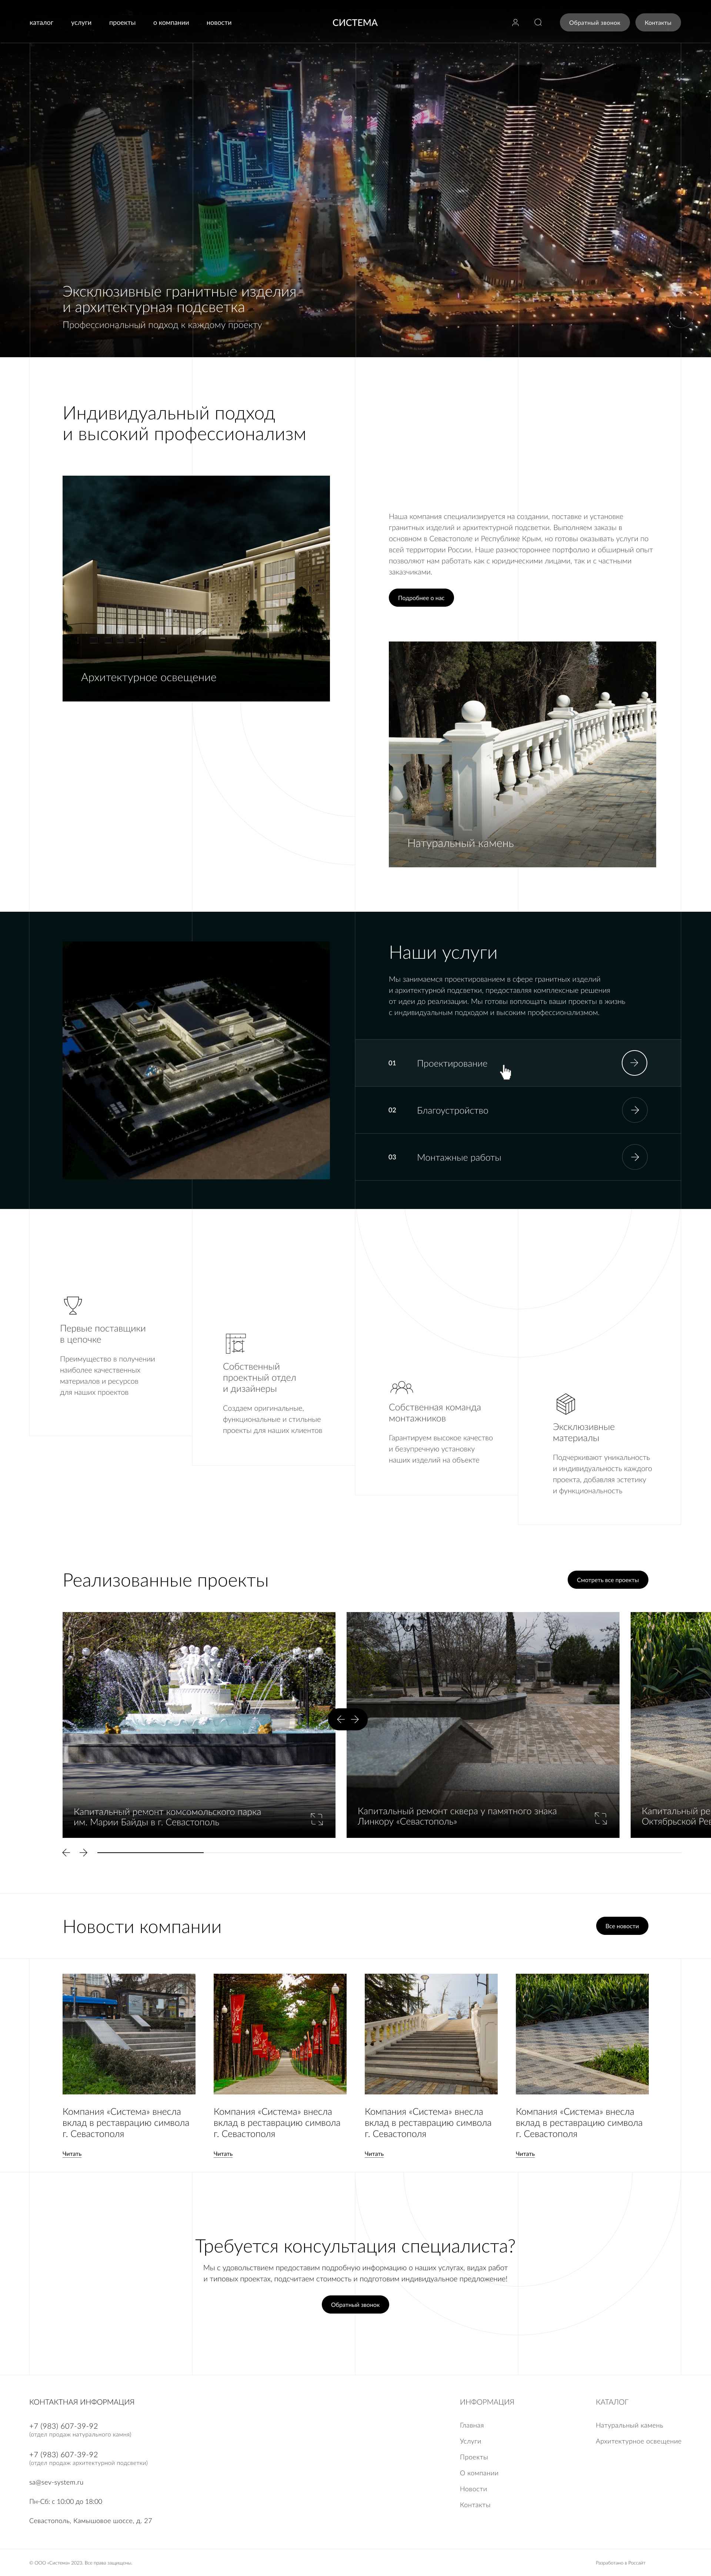 каталог услуги проекты о компании новости СИСТЕМА Обратный звонок Контакты
Эксклюзивные гранитные изделия
и архитектурная подсветка
Профессиональный подход к каждому проекту
Индивидуальный подход
и высокий профессионализм
Архитектурное освещение
Наша компания специализируется на создании, поставке и установке
гранитных изделий и архитектурной подсветки. Выполняем заказы в
основном в Севастополе и Республике Крым, но готовы оказывать услуги по
всей территории России. Наше разностороннее портфолио и обширный опыт
позволяют нам работать как с юридическими лицами, так и с частными
заказчиками.
Подробнее о нас
Натуральный камень
Наши услуги
Мы занимаемся проектированием в сфере гранитных изделий
и архитектурной подсветки, предоставляя комплексные решения
от идеи до реализации. Мы готовы воплощать ваши проекты в жизнь
с индивидуальным подходом и высоким профессионализмом.
01 Проектирование
02 Благоустройство
03 Монтажные работы
Первые поставщики
в цепочке
Преимущество в получении
наиболее качественных
материалов и ресурсов
для наших проектов
Собственный
проектный отдел
и дизайнеры
Создаем оригинальные,
функциональные и стильные
проекты для наших клиентов
Собственная команда
монтажников
Гарантируем высокое качество
и безупречную установку
наших изделий на объекте
Эксклюзивные
материалы
Подчеркивают уникальность
и индивидуальность каждого
проекта, добавляя эстетику
и функциональность
Реализованные проекты
Смотреть все проекты
Капитальный ремонт комсомольского парка
им. Марии Байды в г. Севастополь
Капитальный ремонт сквера у памятного знака
Линкору «Севастополь»
Капитальный ре
Октябрьской Рев
Новости компании
Все новости
Компания «Система» внесла
вклад в реставрацию символа
г. Севастополя
Читать
Компания «Система» внесла
вклад в реставрацию символа
г. Севастополя
Читать
Компания «Система» внесла
вклад в реставрацию символа
г. Севастополя
Читать
Компания «Система» внесла
вклад в реставрацию символа
г. Севастополя
Читать
Требуется консультация специалиста?
Мы с удовольствием предоставим подробную информацию о наших услугах, видах работ
и типовых проектах, подсчитаем стоимость и подготовим индивидуальное предложение!
Обратный звонок
КОНТАКТНАЯ ИНФОРМАЦИЯ
+7 (983) 607-39-92
(отдел продаж натурального камня)
+7 (983) 607-39-92
(отдел продаж архитектурной подсветки)
sa@sev-system.ru
Пн-Сб: с 10:00 до 18:00
Севастополь, Камышовое шоссе, д. 27
ИНФОРМАЦИЯ
Главная
Услуги
Проекты
О компании
Новости
Контакты
КАТАЛОГ
Натуральный камень
Архитектурное освещение
© ООО «Система» 2023. Все права защищены.
Разработано в Россайт